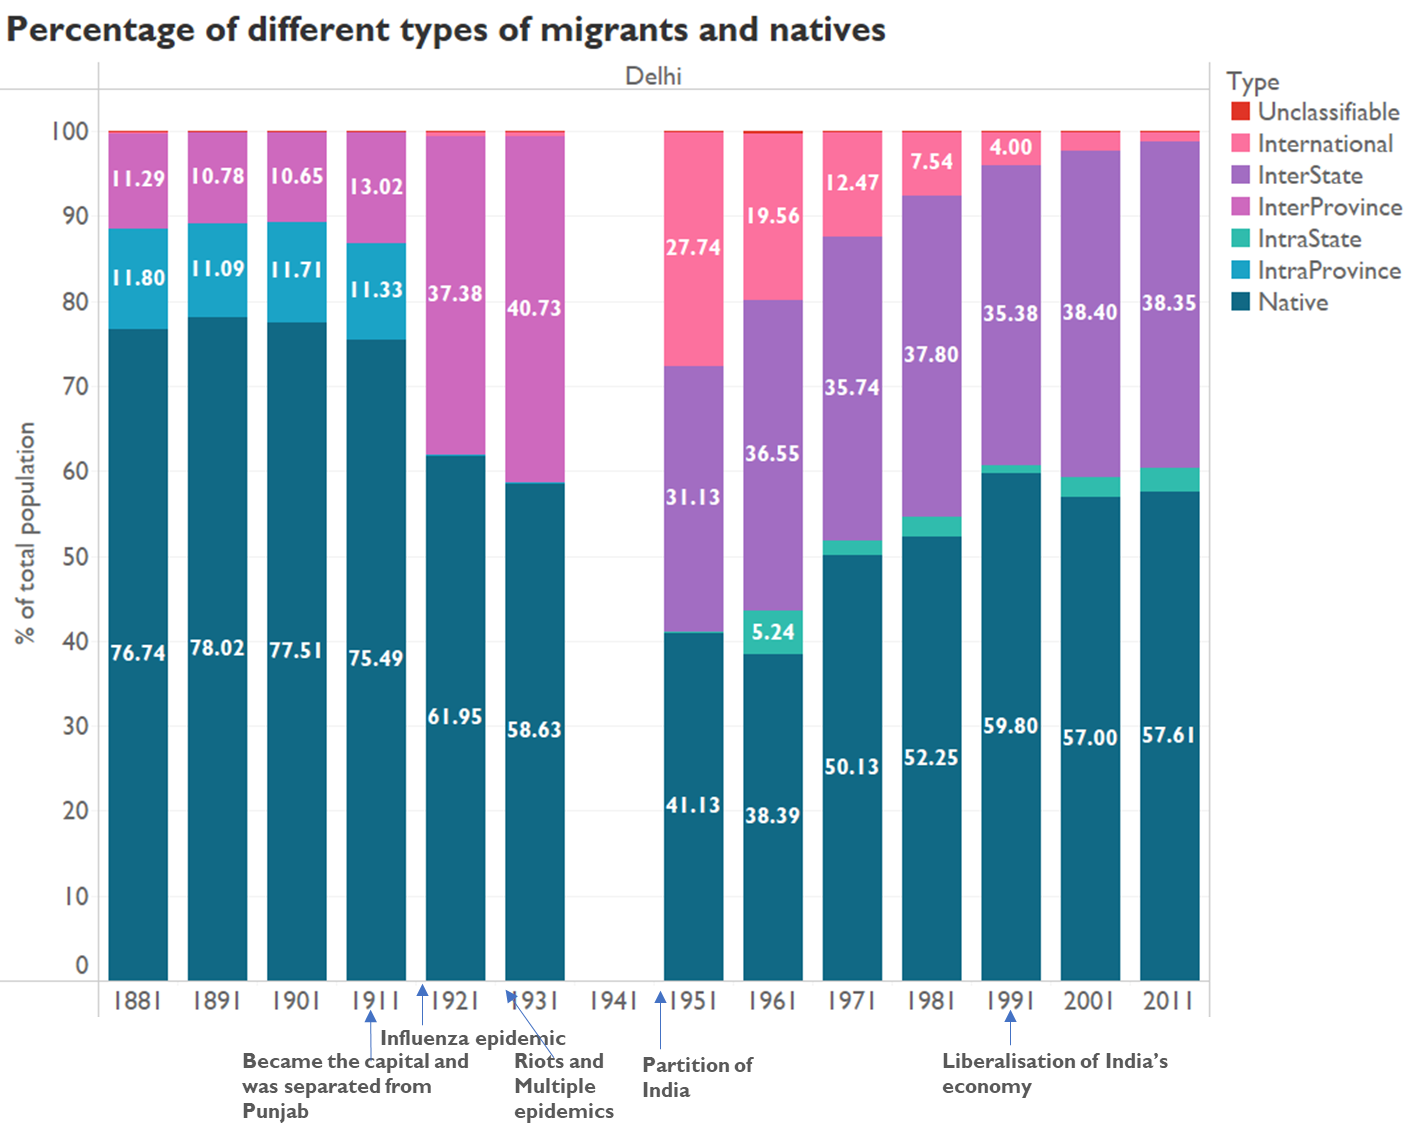 Percentage of different types of migrants and natives
Delhi
Type
Unclassifiable
International
InterState
InterProvince
IntraState
IntraProvince
Native
% of total population
100
90
80
70
60
50
40
30
20
10
0
11.29
11.80
76.74
10.78
11.09
78.02
10.65
11.71
77.51
13.02
11.33
75.49
37.38
61.95
40.73
58.63
27.74
31.13
41.13
19.56
36.55
5.24
38.39
12.47
35.74
50.13
7.54
37.80
52.25
4.00
35.38
59.80
38.40
57.00
38.35
57.61
1881 1891 1901 1911 1921 1931 1941 1951 1961 1971 1981 1991 2001 2011
Influenza epidemic
Became the capital and
was separated from
Punjab
Riots and
Multiple
epidemics
Partition of
India
Liberalisation of India's
economy